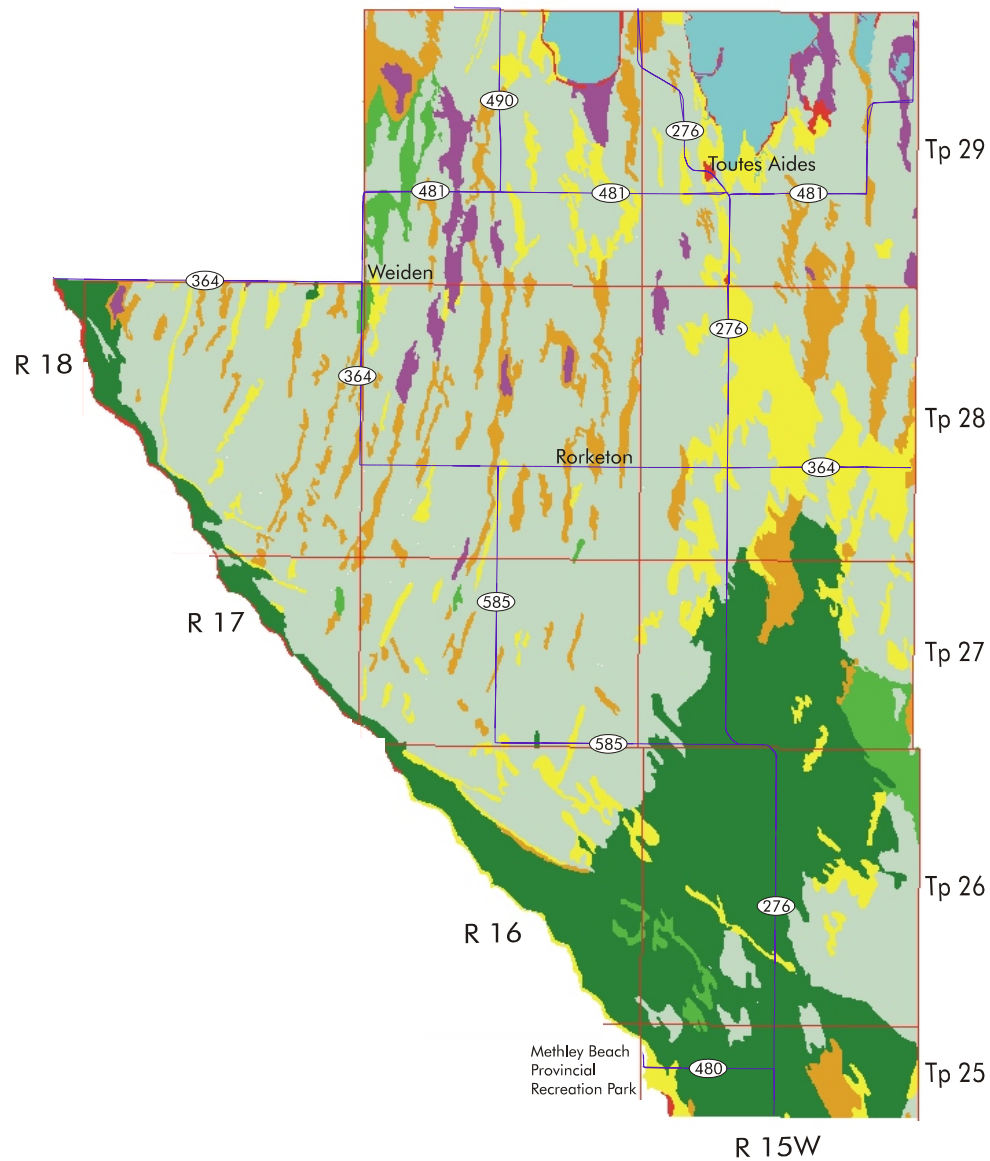 490
276
Tp 29
Toutes Aides
481
481
481
Weiden
364
276
R 18
364
Tp 28
Rorketon
364
585
R 17
Tp 27
585
Tp 26
276
R 16
Methley Beach
Provincial
Recreation Park
480
Tp 25
R 15W